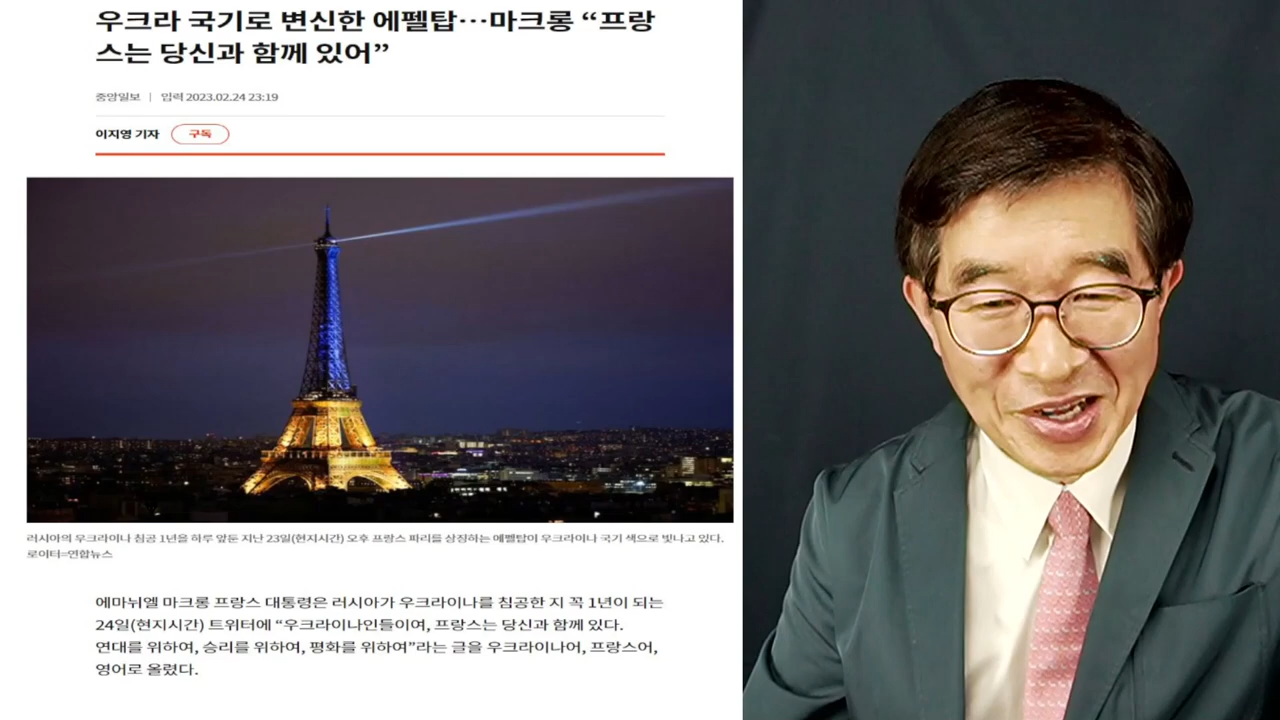 우크라 국기로 변신한 에펠탑…마크롱 “프랑
스는 당신과 함께 있어”
중앙일보 | 입력 2023.02.24 23:19
이지영 기자 구독
러시아의 우크라이나 침공 1년을 하루 앞둔 지난 23일(현지시간) 오후 프랑스 파리를 상징하는 에펠탑이 우크라이나 국기 색으로 빛나고 있다.
로이터=연합뉴스
에마뉘엘 마크롱 프랑스 대통령은 러시아가 우크라이나를 침공한 지 꼭 1년이 되는
24일(현지시간) 트위터에 “우크라이나인들이여, 프랑스는 당신과 함께 있다.
연대를 위하여, 승리를 위하여, 평화를 위하여”라는 글을 우크라이나어, 프랑스어,
영어로 올렸다.